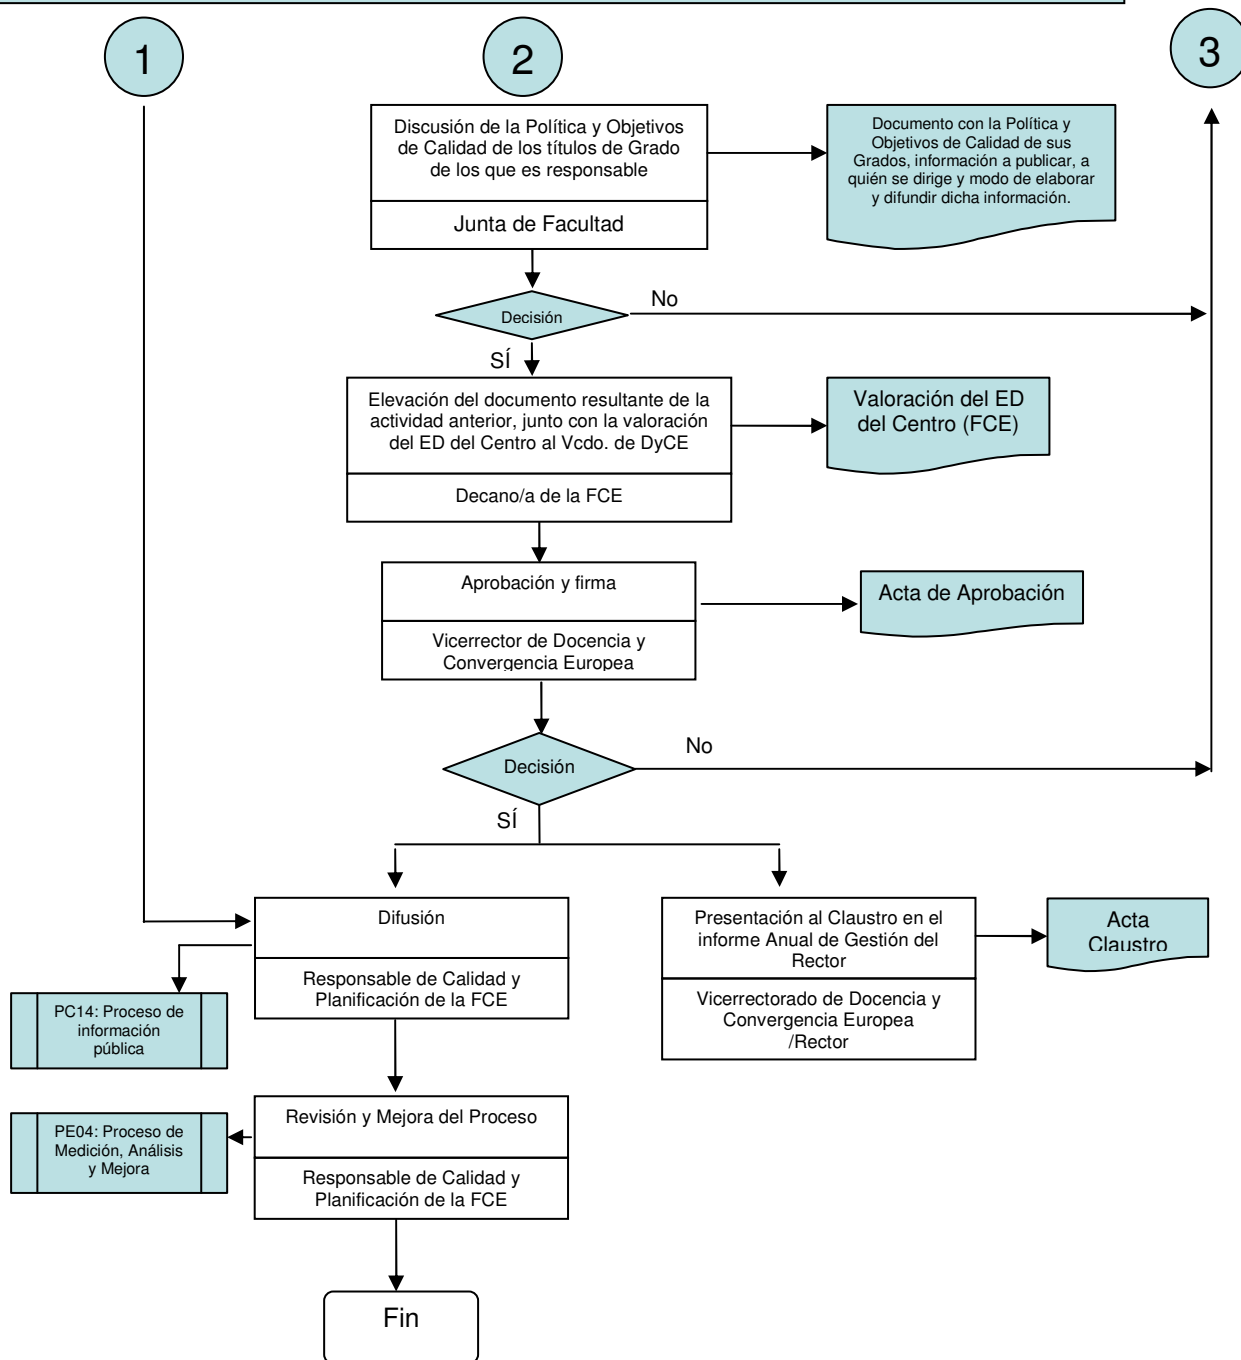 1
2
3
Discusión de la Política y Objetivos
de Calidad de los títulos de Grado
de los que es responsable
Junta de Facultad
Documento con la Política y
Objetivos de Calidad de sus
Grados, información a publicar, a
quién se dirige y modo de elaborar
y difundir dicha información.
Decisión
No
SÍ
Elevación del documento resultante de la
actividad anterior, junto con la valoración
del ED del Centro al Vcdo. de DyCE
Decano/a de la FCE
Valoración del ED
del Centro (FCE)
Aprobación y firma
Vicerrector de Docencia y
Convergencia Europea
Acta de Aprobación
Decisión
No
SÍ
Difusión
Responsable de Calidad y
Planificación de la FCE
Presentación al Claustro en el
informe Anual de Gestión del
Rector
Vicerrectorado de Docencia y
Convergencia Europea
/Rector
Acta
Claustro
PC14: Proceso de
información
pública
Revisión y Mejora del Proceso
Responsable de Calidad y
Planificación de la FCE
PE04: Proceso de
Medición, Análisis
y Mejora
Fin